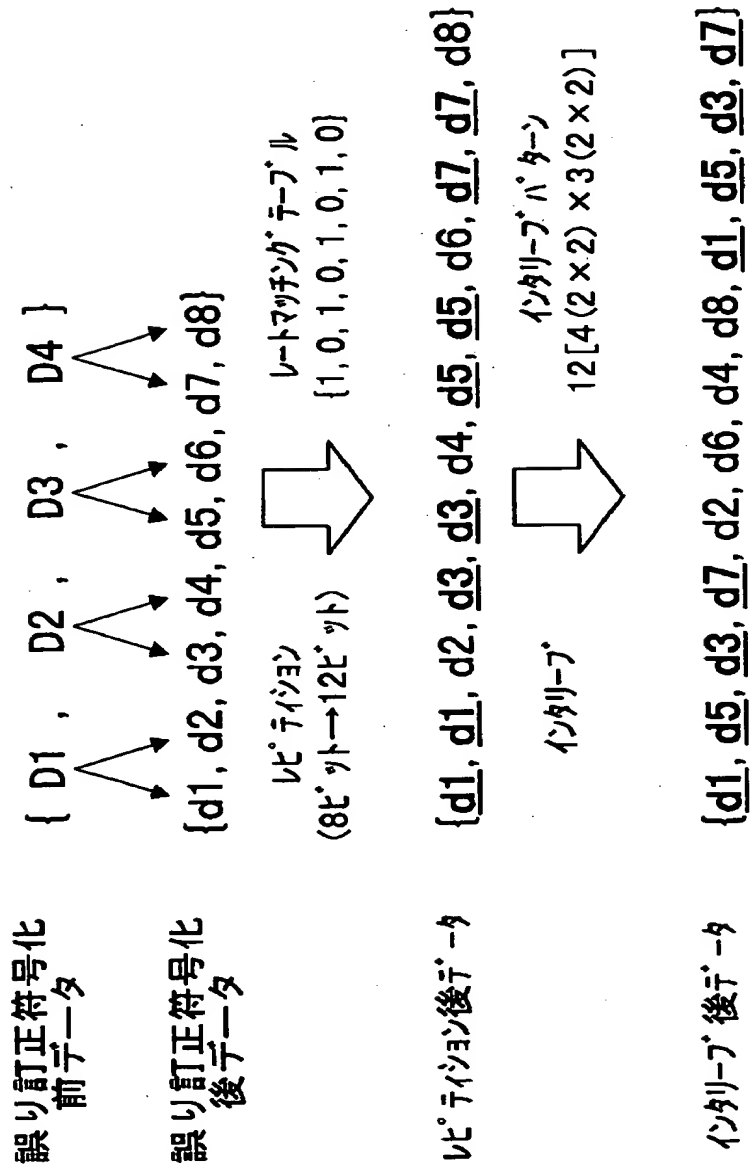 誤り訂正符号化
前データ
{ D1 , D2 , D3 , D4 }
誤り訂正符号化
後データ
{d1, d2, d3, d4, d5, d6, d7, d8}
レピティション
(8ビット→12ビット)
レートマッチングテーブル
{1, 0, 1, 0, 1, 0, 1, 0}
レピティション後データ
{d1, d1, d2, d3, d3, d4, d5, d5, d6, d7, d7, d8}
インタリーブ
インタリーブパターン
12[4(2×2)×3(2×2)]
インタリーブ後データ
{d1, d5, d3, d7, d2, d6, d4, d8, d1, d5, d3, d7}